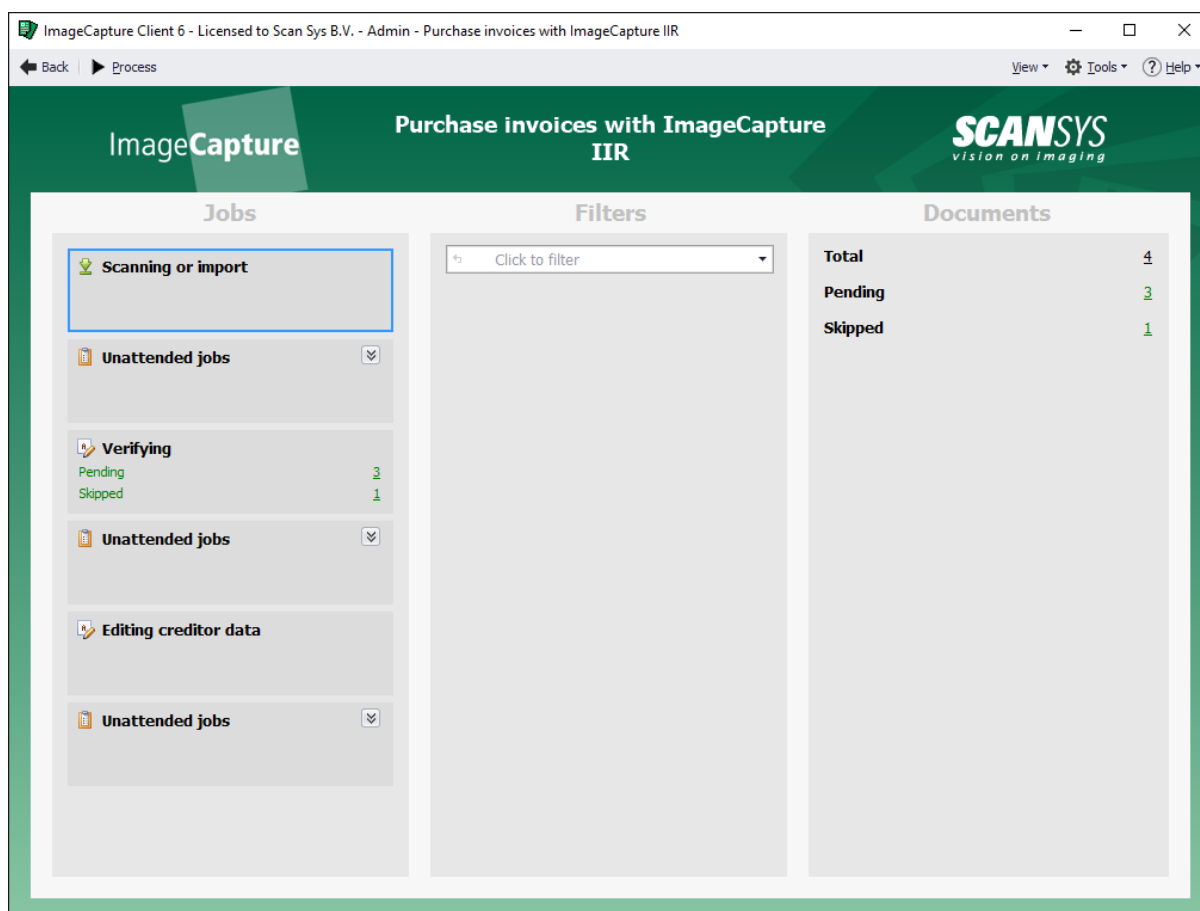 ImageCapture Client 6 - Licensed to Scan Sys B.V. - Admin - Purchase invoices with ImageCapture IIR
Back Process View Tools Help
ImageCapture
Purchase invoices with ImageCapture
IIR
SCANSYS
vision on imaging
Jobs Filters Documents
Scanning or import
Click to filter
Total 4
Pending 3
Skipped 1
Unattended jobs
Verifying
Pending 3
Skipped 1
Unattended jobs
Editing creditor data
Unattended jobs